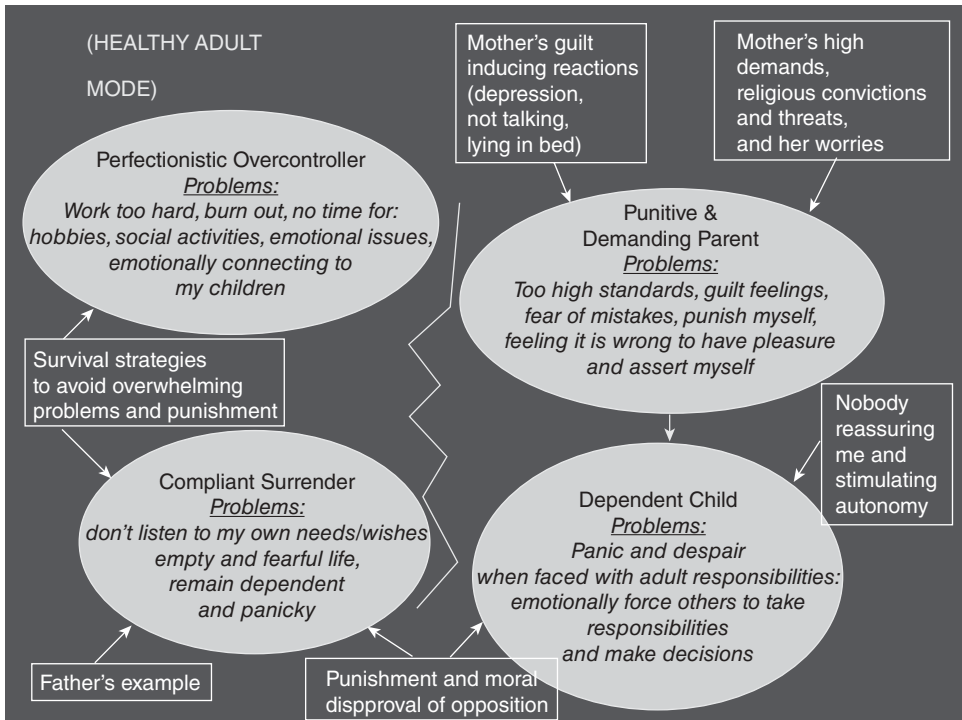 (HEALTHY ADULT
MODE)
Perfectionistic Overcontroller
Problems:
Work too hard, burn out, no time for:
hobbies, social activities, emotional issues,
emotionally connecting to
my children
Survival strategies
to avoid overwhelming
problems and punishment
Compliant Surrender
Problems:
don't listen to my own needs/wishes
empty and fearful life,
remain dependent
and panicky
Father's example
Mother's guilt
inducing reactions
(depression,
not talking,
lying in bed)
Mother's high
demands,
religious convictions
and threats,
and her worries
Punitive &
Demanding Parent
Problems:
Too high standards, guilt feelings,
fear of mistakes, punish myself,
feeling it is wrong to have pleasure
and assert myself
Nobody
reassuring
me and
stimulating
autonomy
Dependent Child
Problems:
Panic and despair
when faced with adult responsibilities:
emotionally force others to take
responsibilities
and make decisions
Punishment and moral
dispproval of opposition